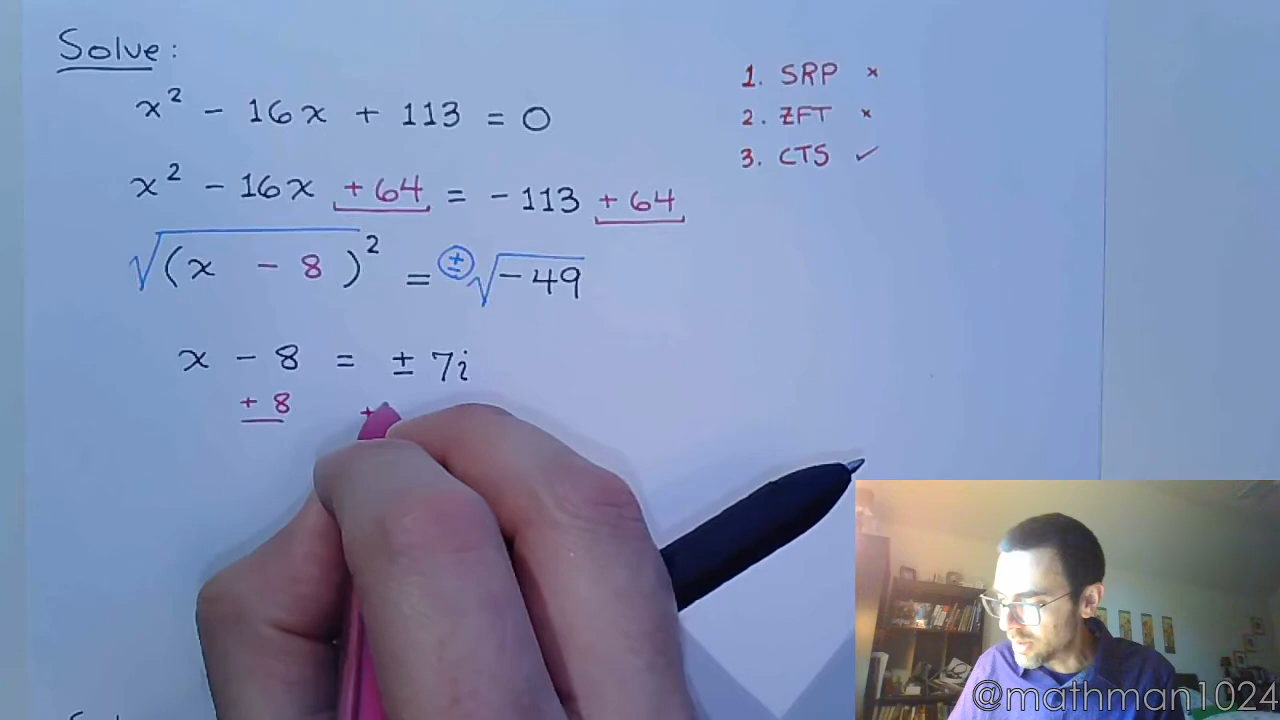 Solve:
x² - 16x + 113 = 0
x² - 16x + 64 = -113 + 64
√(x - 8)² = ±√-49
x - 8 = ± 7i
+ 8 +
1. SRP ×
2. ZFT ×
3. CTS ✓
@mathman1024